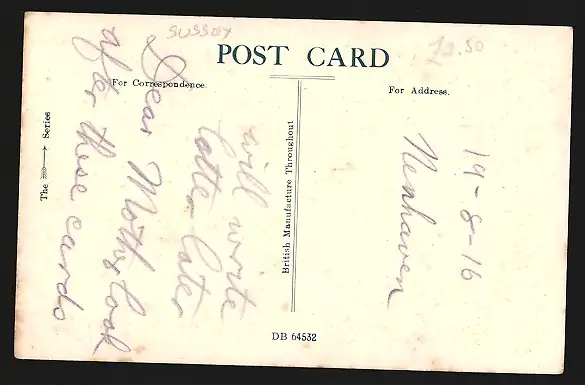 SUSSEX
£2.50
POST CARD
For Correspondence
For Address.
The Series
British Manufacture Throughout
DB 64532
19-8-16
Newhaven
Dear Mother look
after these cards
will write
letter later